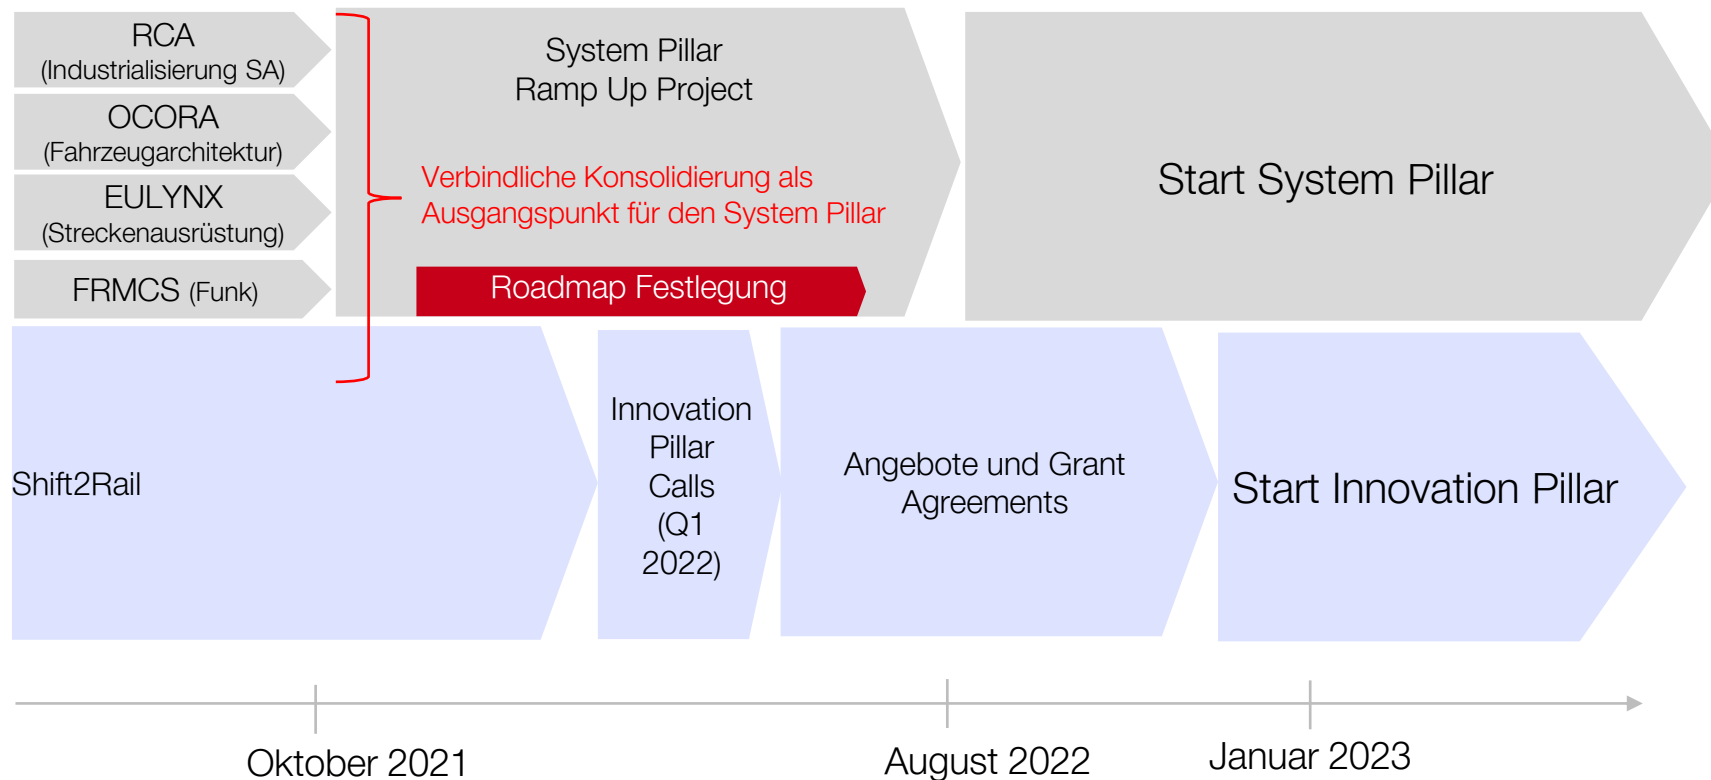 RCA
(Industrialisierung SA)
OCORA
(Fahrzeugarchitektur)
EULYNX
(Streckenausrüstung)
FRMCS (Funk)
System Pillar
Ramp Up Project
Verbindliche Konsolidierung als
Ausgangspunkt für den System Pillar
Roadmap Festlegung
Start System Pillar
Shift2Rail
Innovation
Pillar
Calls
(Q1
2022)
Angebote und Grant
Agreements
Start Innovation Pillar
Oktober 2021
August 2022
Januar 2023